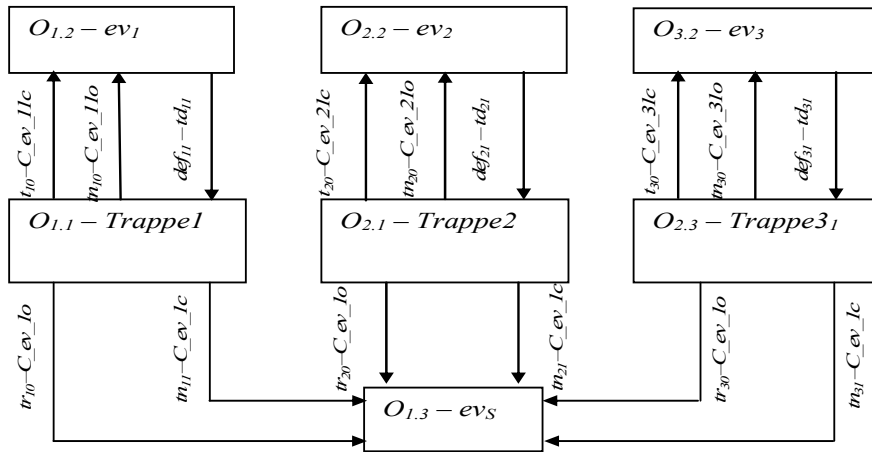 O1.2 – ev1
O2.2 – ev2
O3.2 – ev3
t10–C_ev_11c
tn10–C_ev_11o
def11–td11
t20–C_ev_21c
tn20–C_ev_21o
def21–td21
t30–C_ev_31c
tn30–C_ev_31o
def31–td31
O1.1 – Trappe1
O2.1 – Trappe2
O2.3 – Trappe31
tr10–C_ev_1o
tn11–C_ev_1c
tr20–C_ev_1o
tn21–C_ev_1c
tr30–C_ev_1o
tn31–C_ev_1c
O1.3 – evS